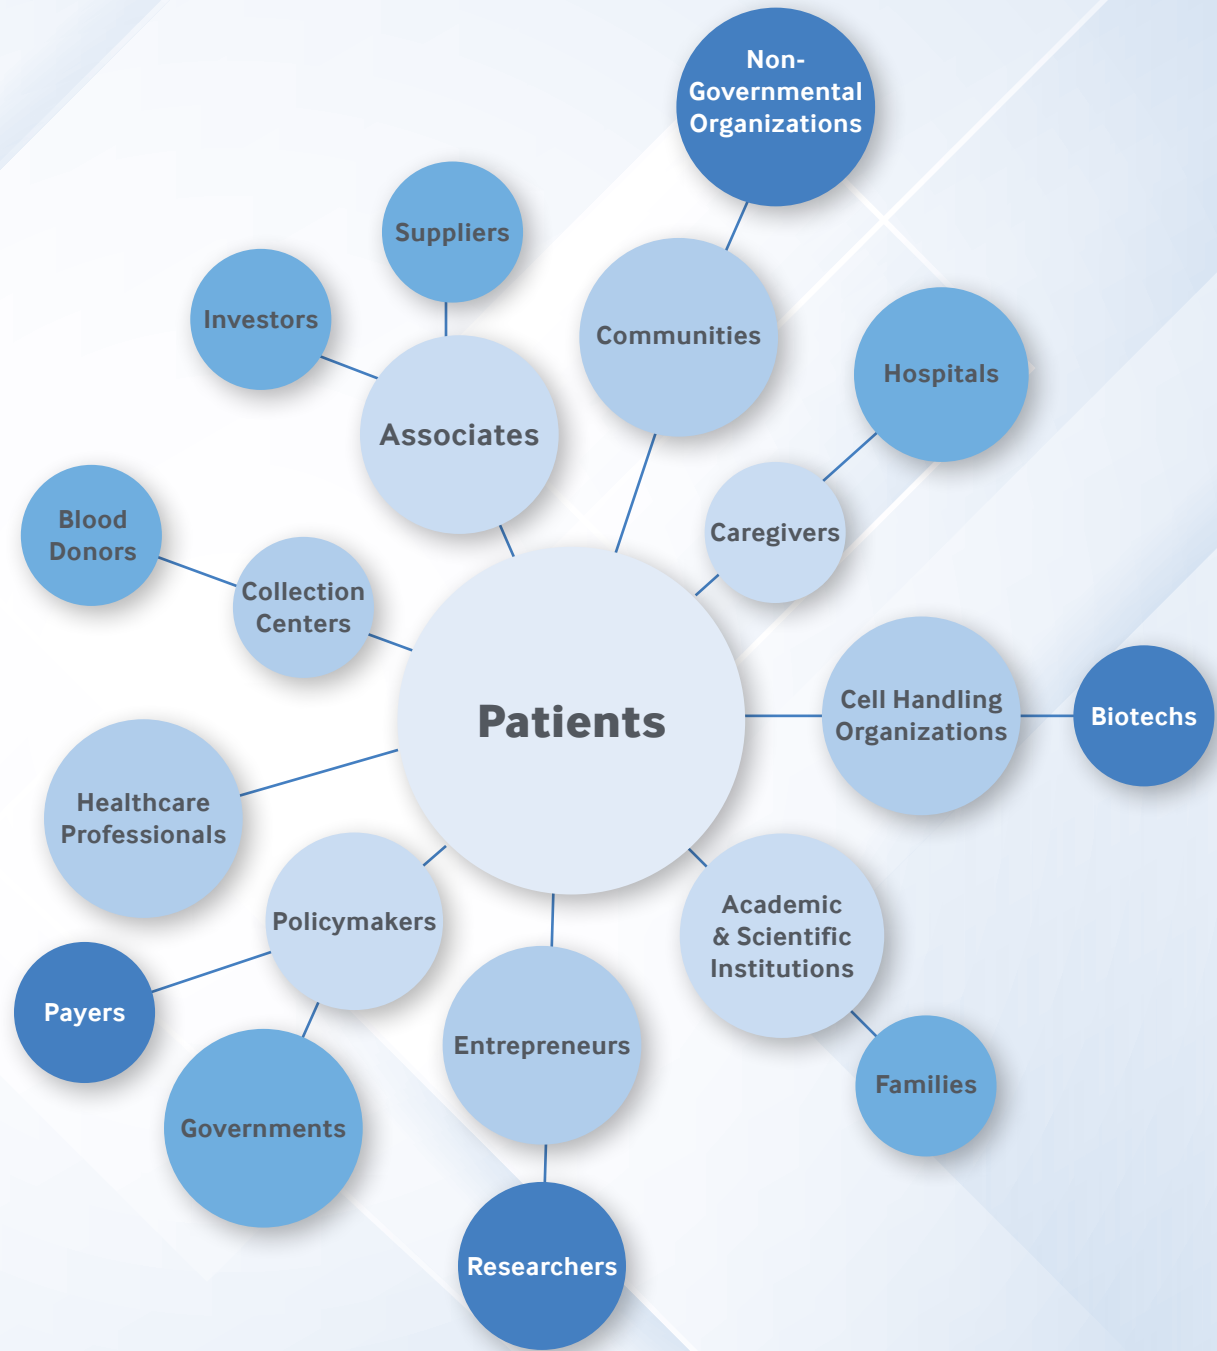 Non-
Governmental
Organizations
Suppliers
Investors
Communities
Hospitals
Associates
Blood
Donors
Caregivers
Collection
Centers
Patients
Cell Handling
Organizations
Biotechs
Healthcare
Professionals
Policymakers
Academic
& Scientific
Institutions
Payers
Entrepreneurs
Families
Governments
Researchers